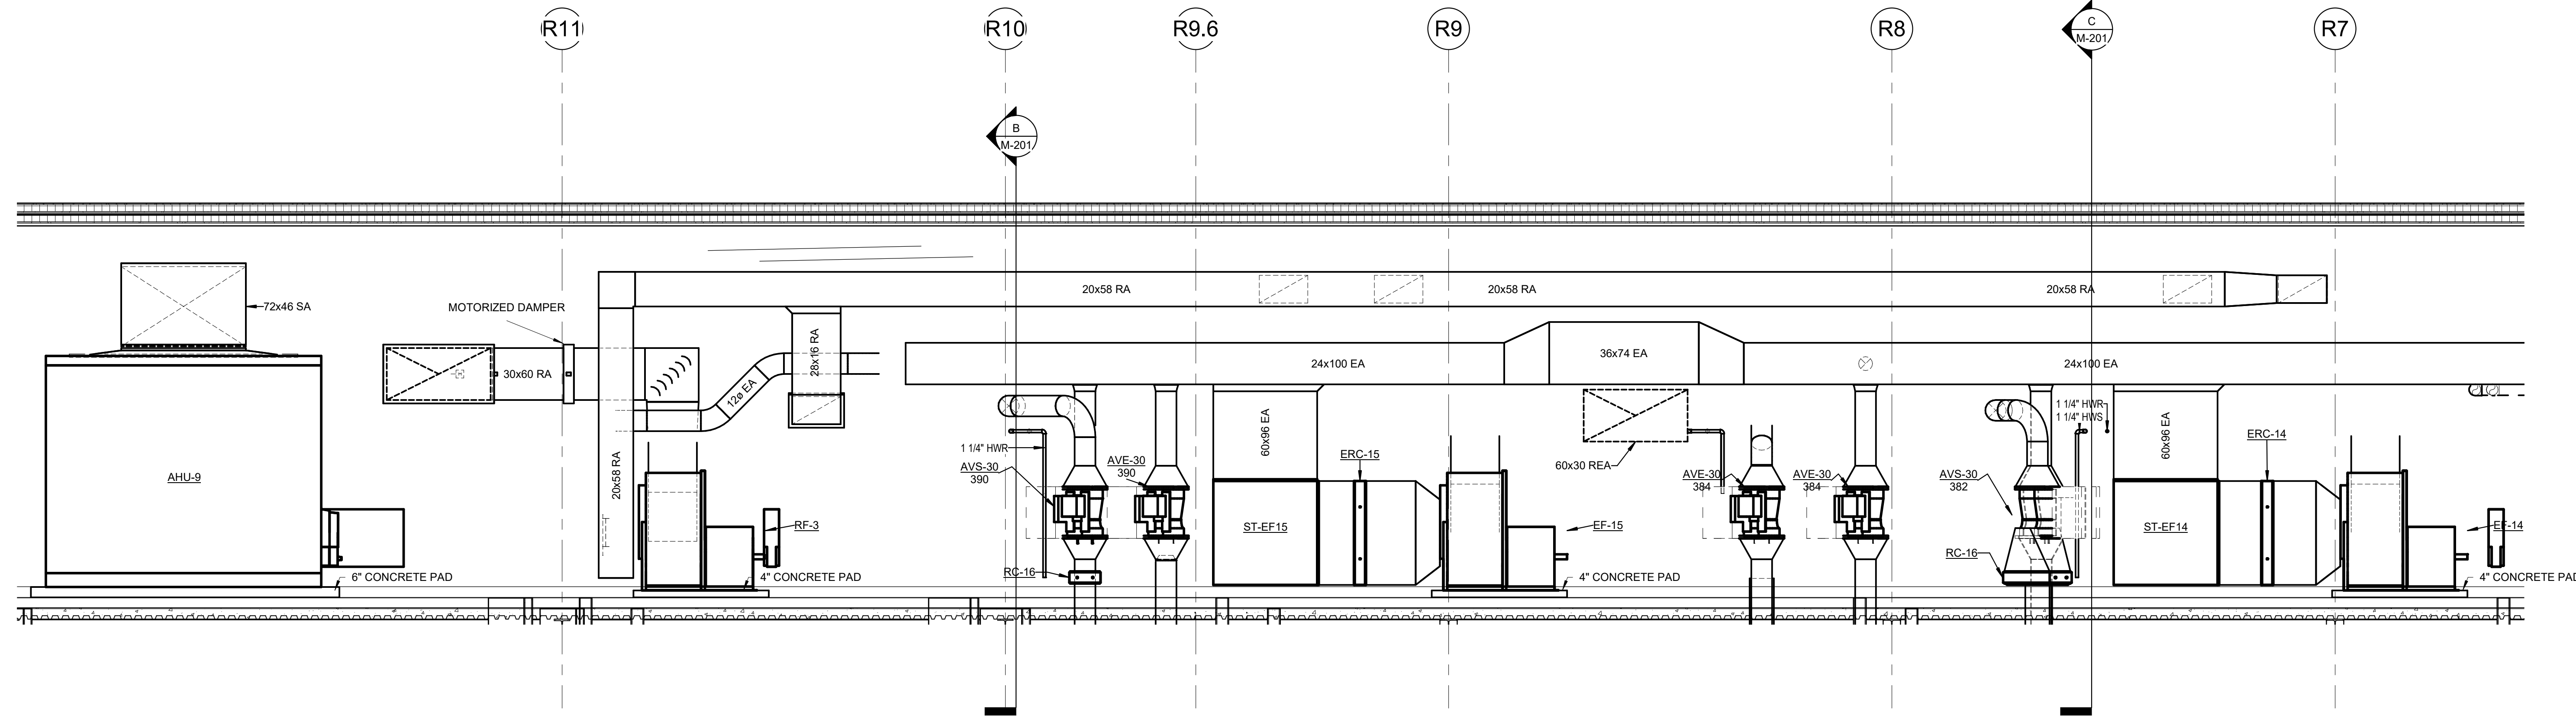 R11
R10
R9.6
R9
R8
C
M-201
R7
B
M-201
72x46 SA
MOTORIZED DAMPER
20x58 RA
20x58 RA
20x58 RA
30x60 RA
28x16 RA
12ø EA
24x100 EA
36x74 EA
24x100 EA
AHU-9
20x58 RA
RF-3
6" CONCRETE PAD
4" CONCRETE PAD
1 1/4" HWR
AVS-30
390
AVE-30
390
RC-16
60x96 EA
ERC-15
ST-EF15
EF-15
4" CONCRETE PAD
60x30 REA
AVE-30
384
AVE-30
384
AVS-30
382
RC-16
1 1/4" HWR
1 1/4" HWS
60x96 EA
ERC-14
ST-EF14
EF-14
4" CONCRETE PAD